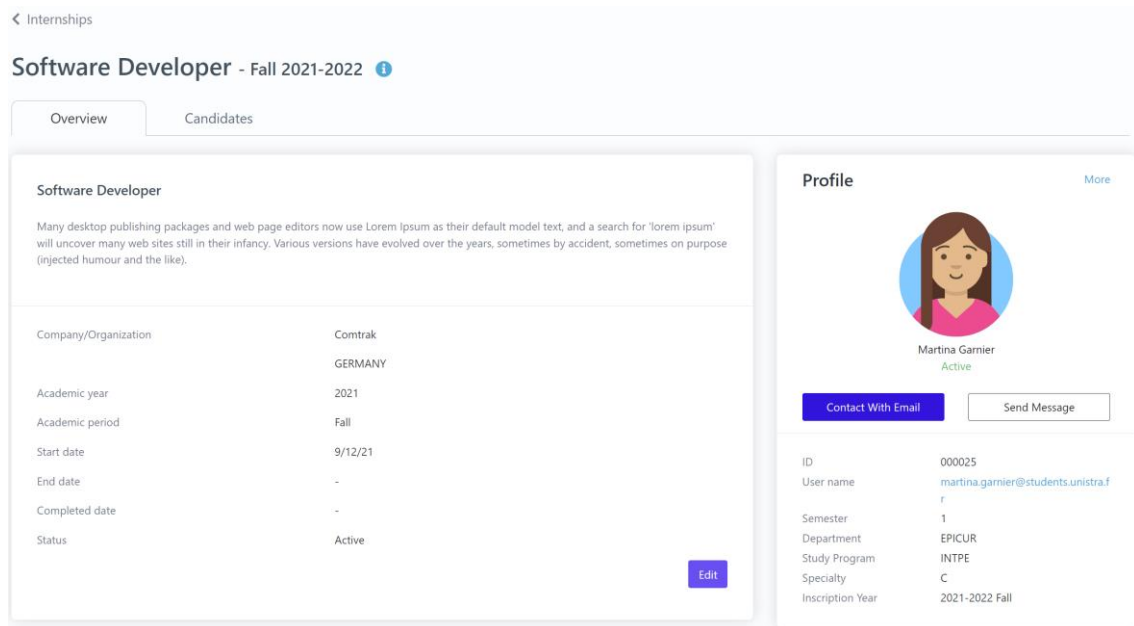 Internships
Software Developer - Fall 2021-2022
Overview Candidates
Software Developer
Many desktop publishing packages and web page editors now use Lorem Ipsum as their default model text, and a search for 'lorem ipsum'
will uncover many web sites still in their infancy. Various versions have evolved over the years, sometimes by accident, sometimes on purpose
(injected humour and the like).
Company/Organization Comtrak
GERMANY
Academic year 2021
Academic period Fall
Start date 9/12/21
End date -
Completed date -
Status Active
Edit
Profile More
Martina Garnier
Active
Contact With Email Send Message
ID 000025
User name martina.garnier@students.unistra.f
r
Semester 1
Department EPICUR
Study Program INTPE
Specialty C
Inscription Year 2021-2022 Fall